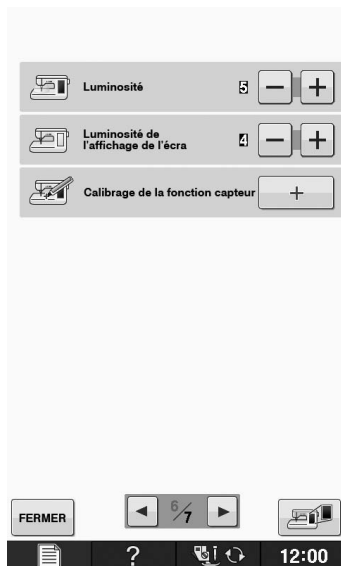 Luminosité 5 − +
Luminosité de
l'affichage de l'écra 4 − +
Calibrage de la fonction capteur +
FERMER 6/7
? 12:00